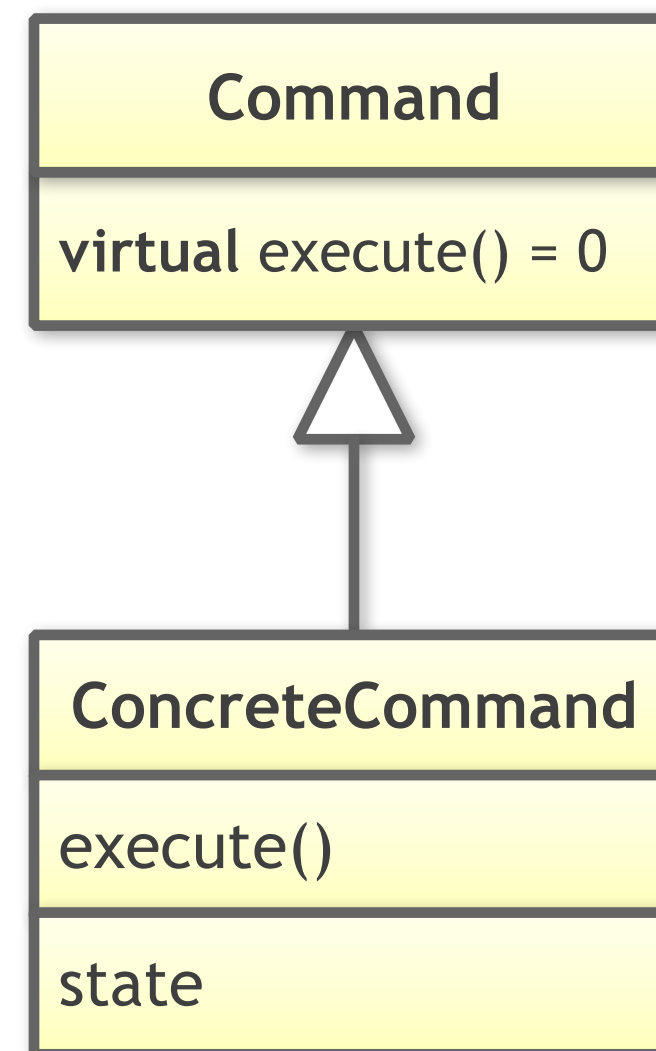 Command
virtual execute() = 0
ConcreteCommand
execute()
state